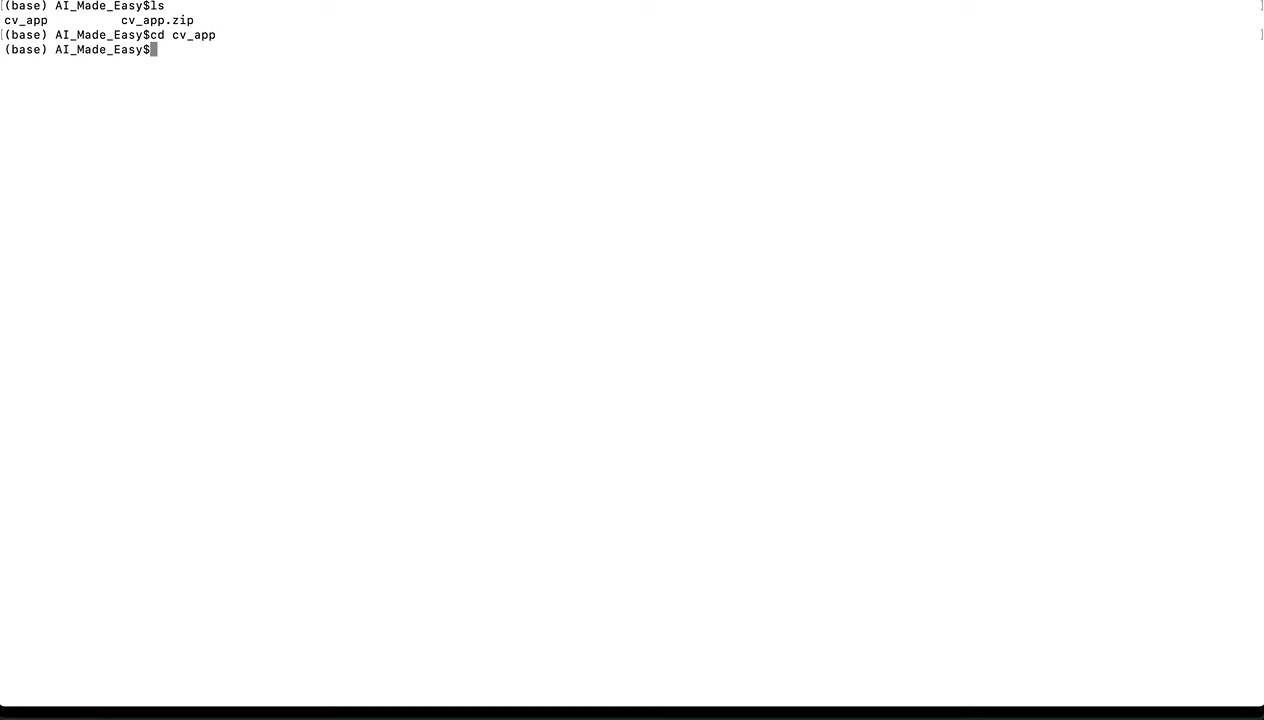 (base) AI_Made_Easy$ls
cv_app          cv_app.zip
(base) AI_Made_Easy$cd cv_app
(base) AI_Made_Easy$